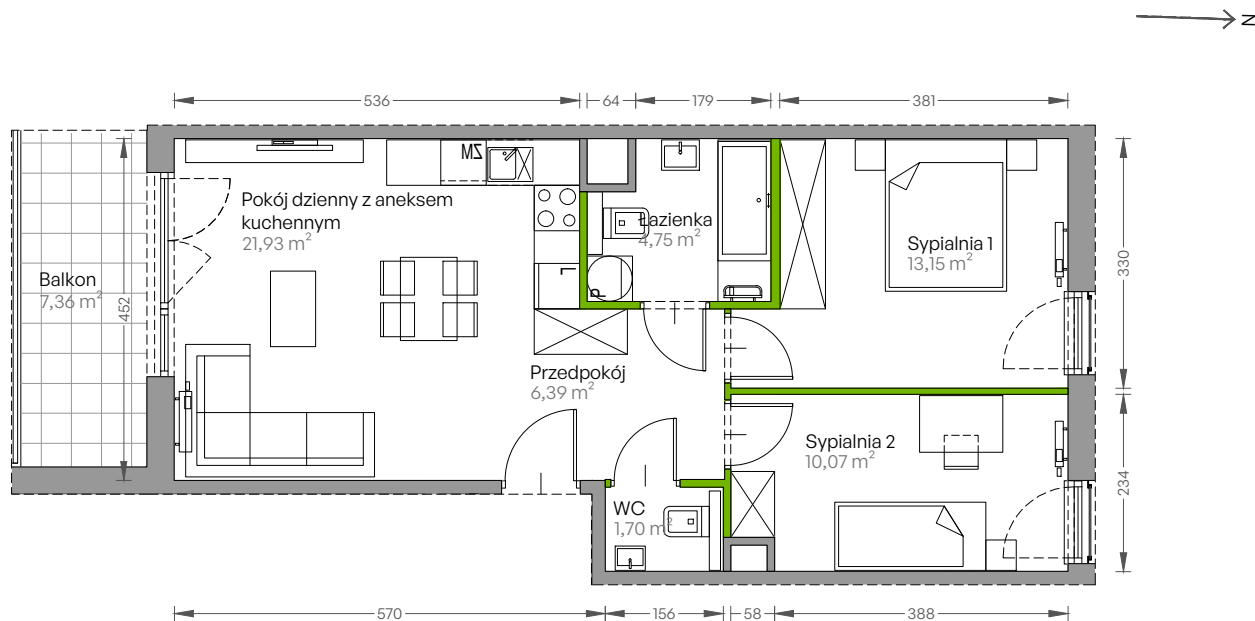 N
536
64
179
381
MZ
Pokój dzienny z aneksem
kuchennym
21,93 m²
Łazienka
4,75 m²
Sypialnia 1
13,15 m²
330
Balkon
7,36 m²
452
L
P
Przedpokój
6,39 m²
Sypialnia 2
10,07 m²
234
WC
1,70 m²
570
156
58
388